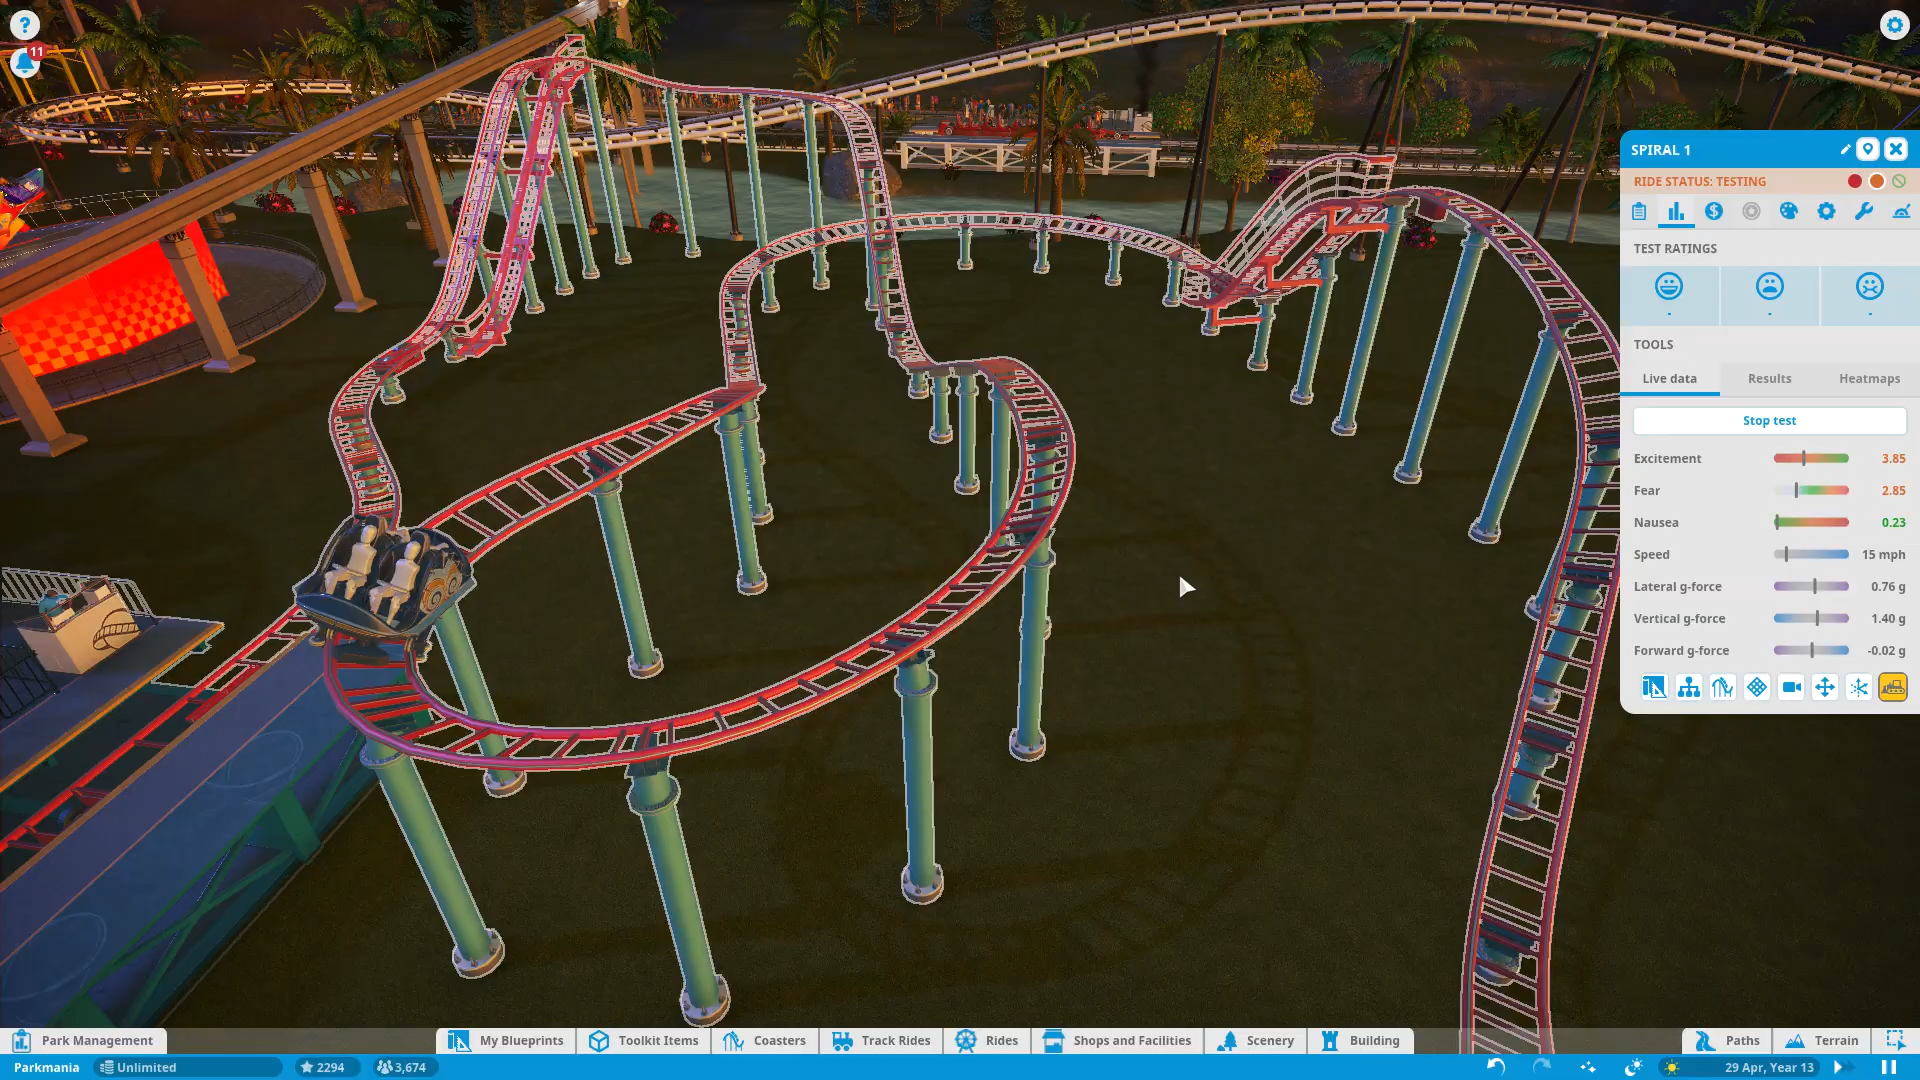 ?
11
SPIRAL 1
RIDE STATUS: TESTING
TEST RATINGS
- - -
TOOLS
Live data Results Heatmaps
Stop test
Excitement 3.85
Fear 2.85
Nausea 0.23
Speed 15 mph
Lateral g-force 0.76 g
Vertical g-force 1.40 g
Forward g-force -0.02 g
Park Management My Blueprints Toolkit Items Coasters Track Rides Rides Shops and Facilities Scenery Building Paths Terrain
Parkmania Unlimited 2294 3,674 29 Apr, Year 13